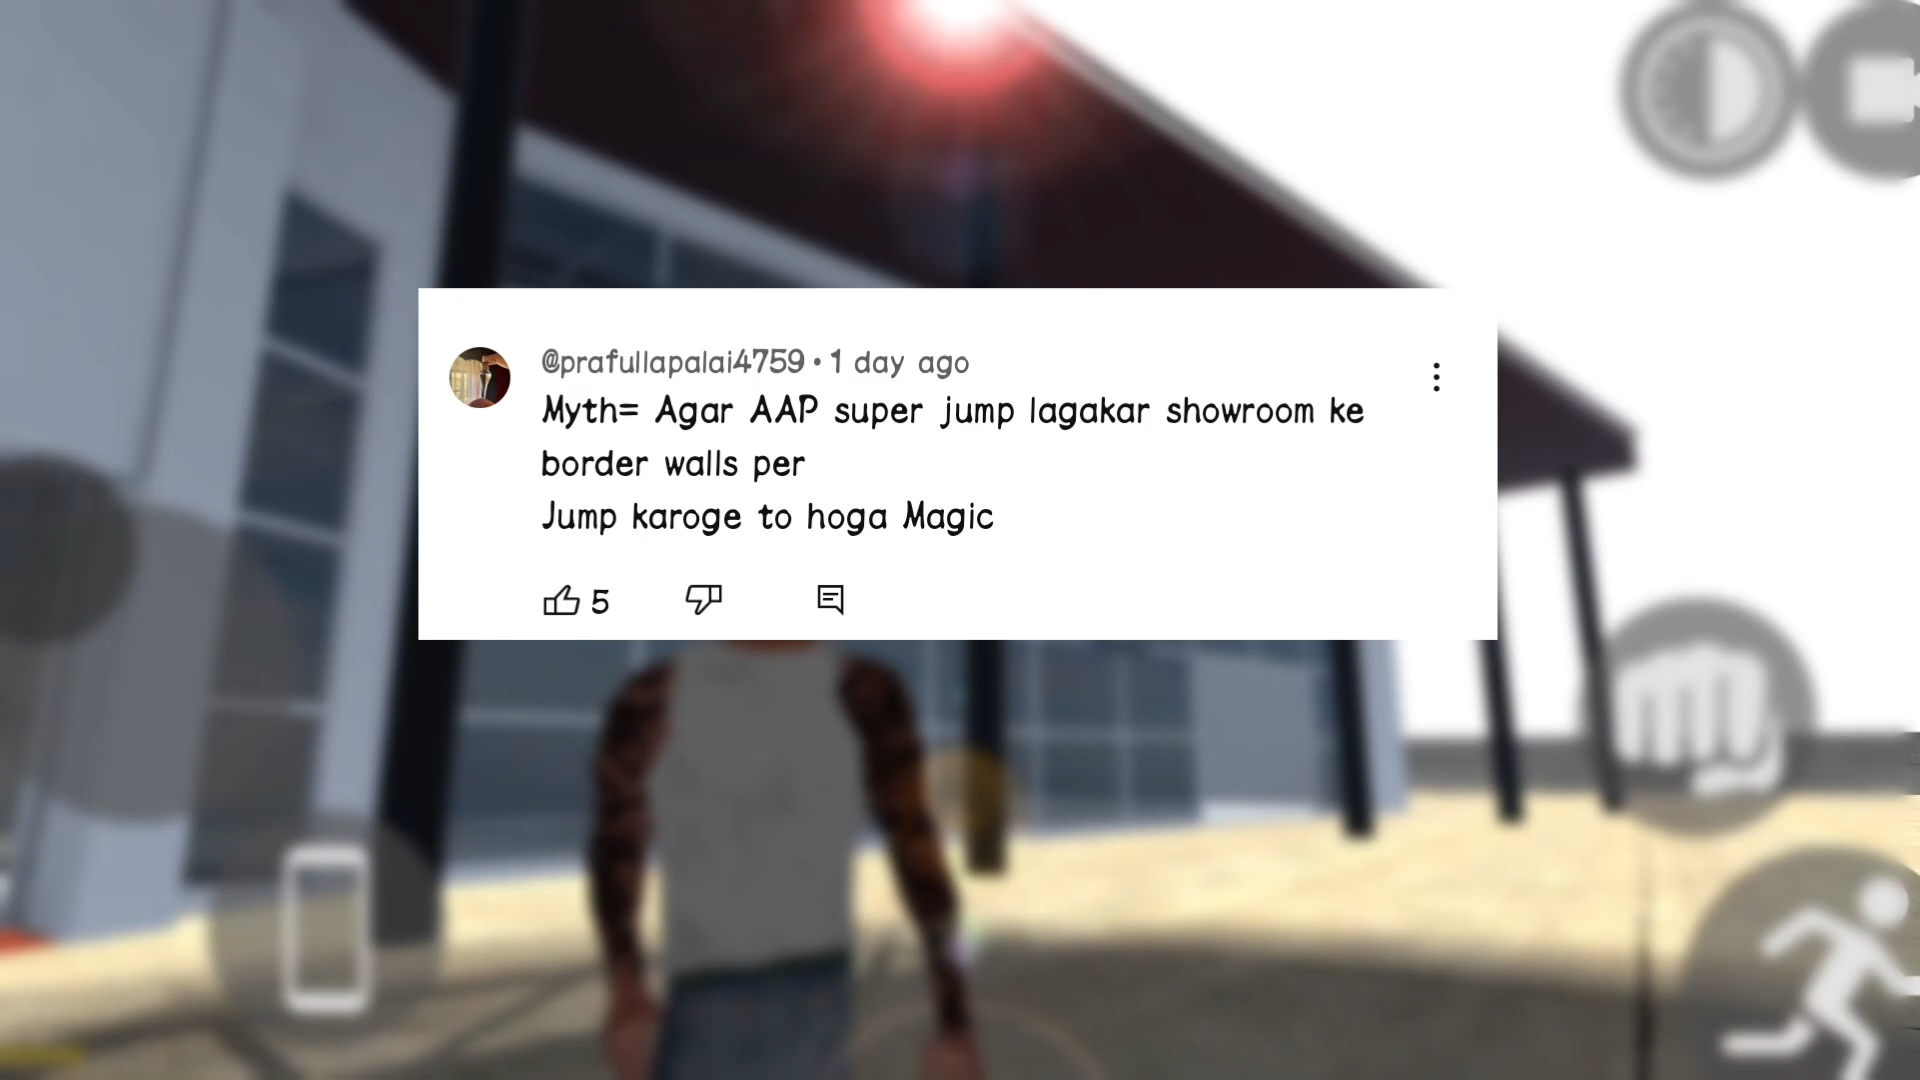 @prafullapalai4759 • 1 day ago
Myth= Agar AAP super jump lagakar showroom ke
border walls per
Jump karoge to hoga Magic
5